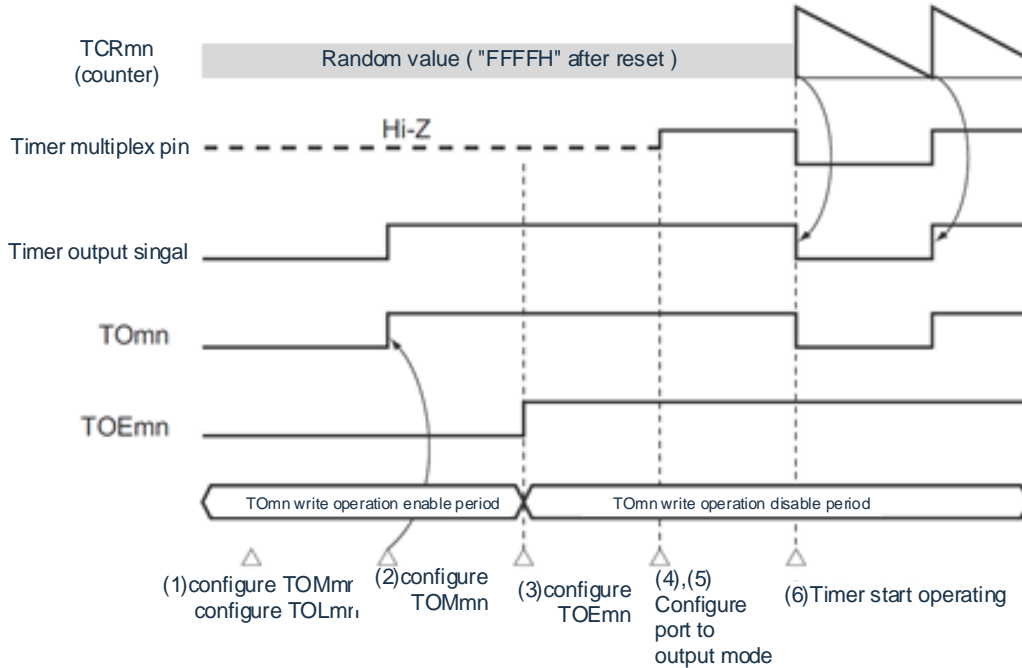 TCRmn
(counter)
Random value ( "FFFFH" after reset )
Hi-Z
Timer multiplex pin
Timer output singal
TOmn
TOEmn
TOmn write operation enable period
TOmn write operation disable period
(1)configure TOMmn
configure TOLmn
(2)configure
TOMmn
(3)configure
TOEmn
(4),(5)
Configure
port to
output mode
(6)Timer start operating